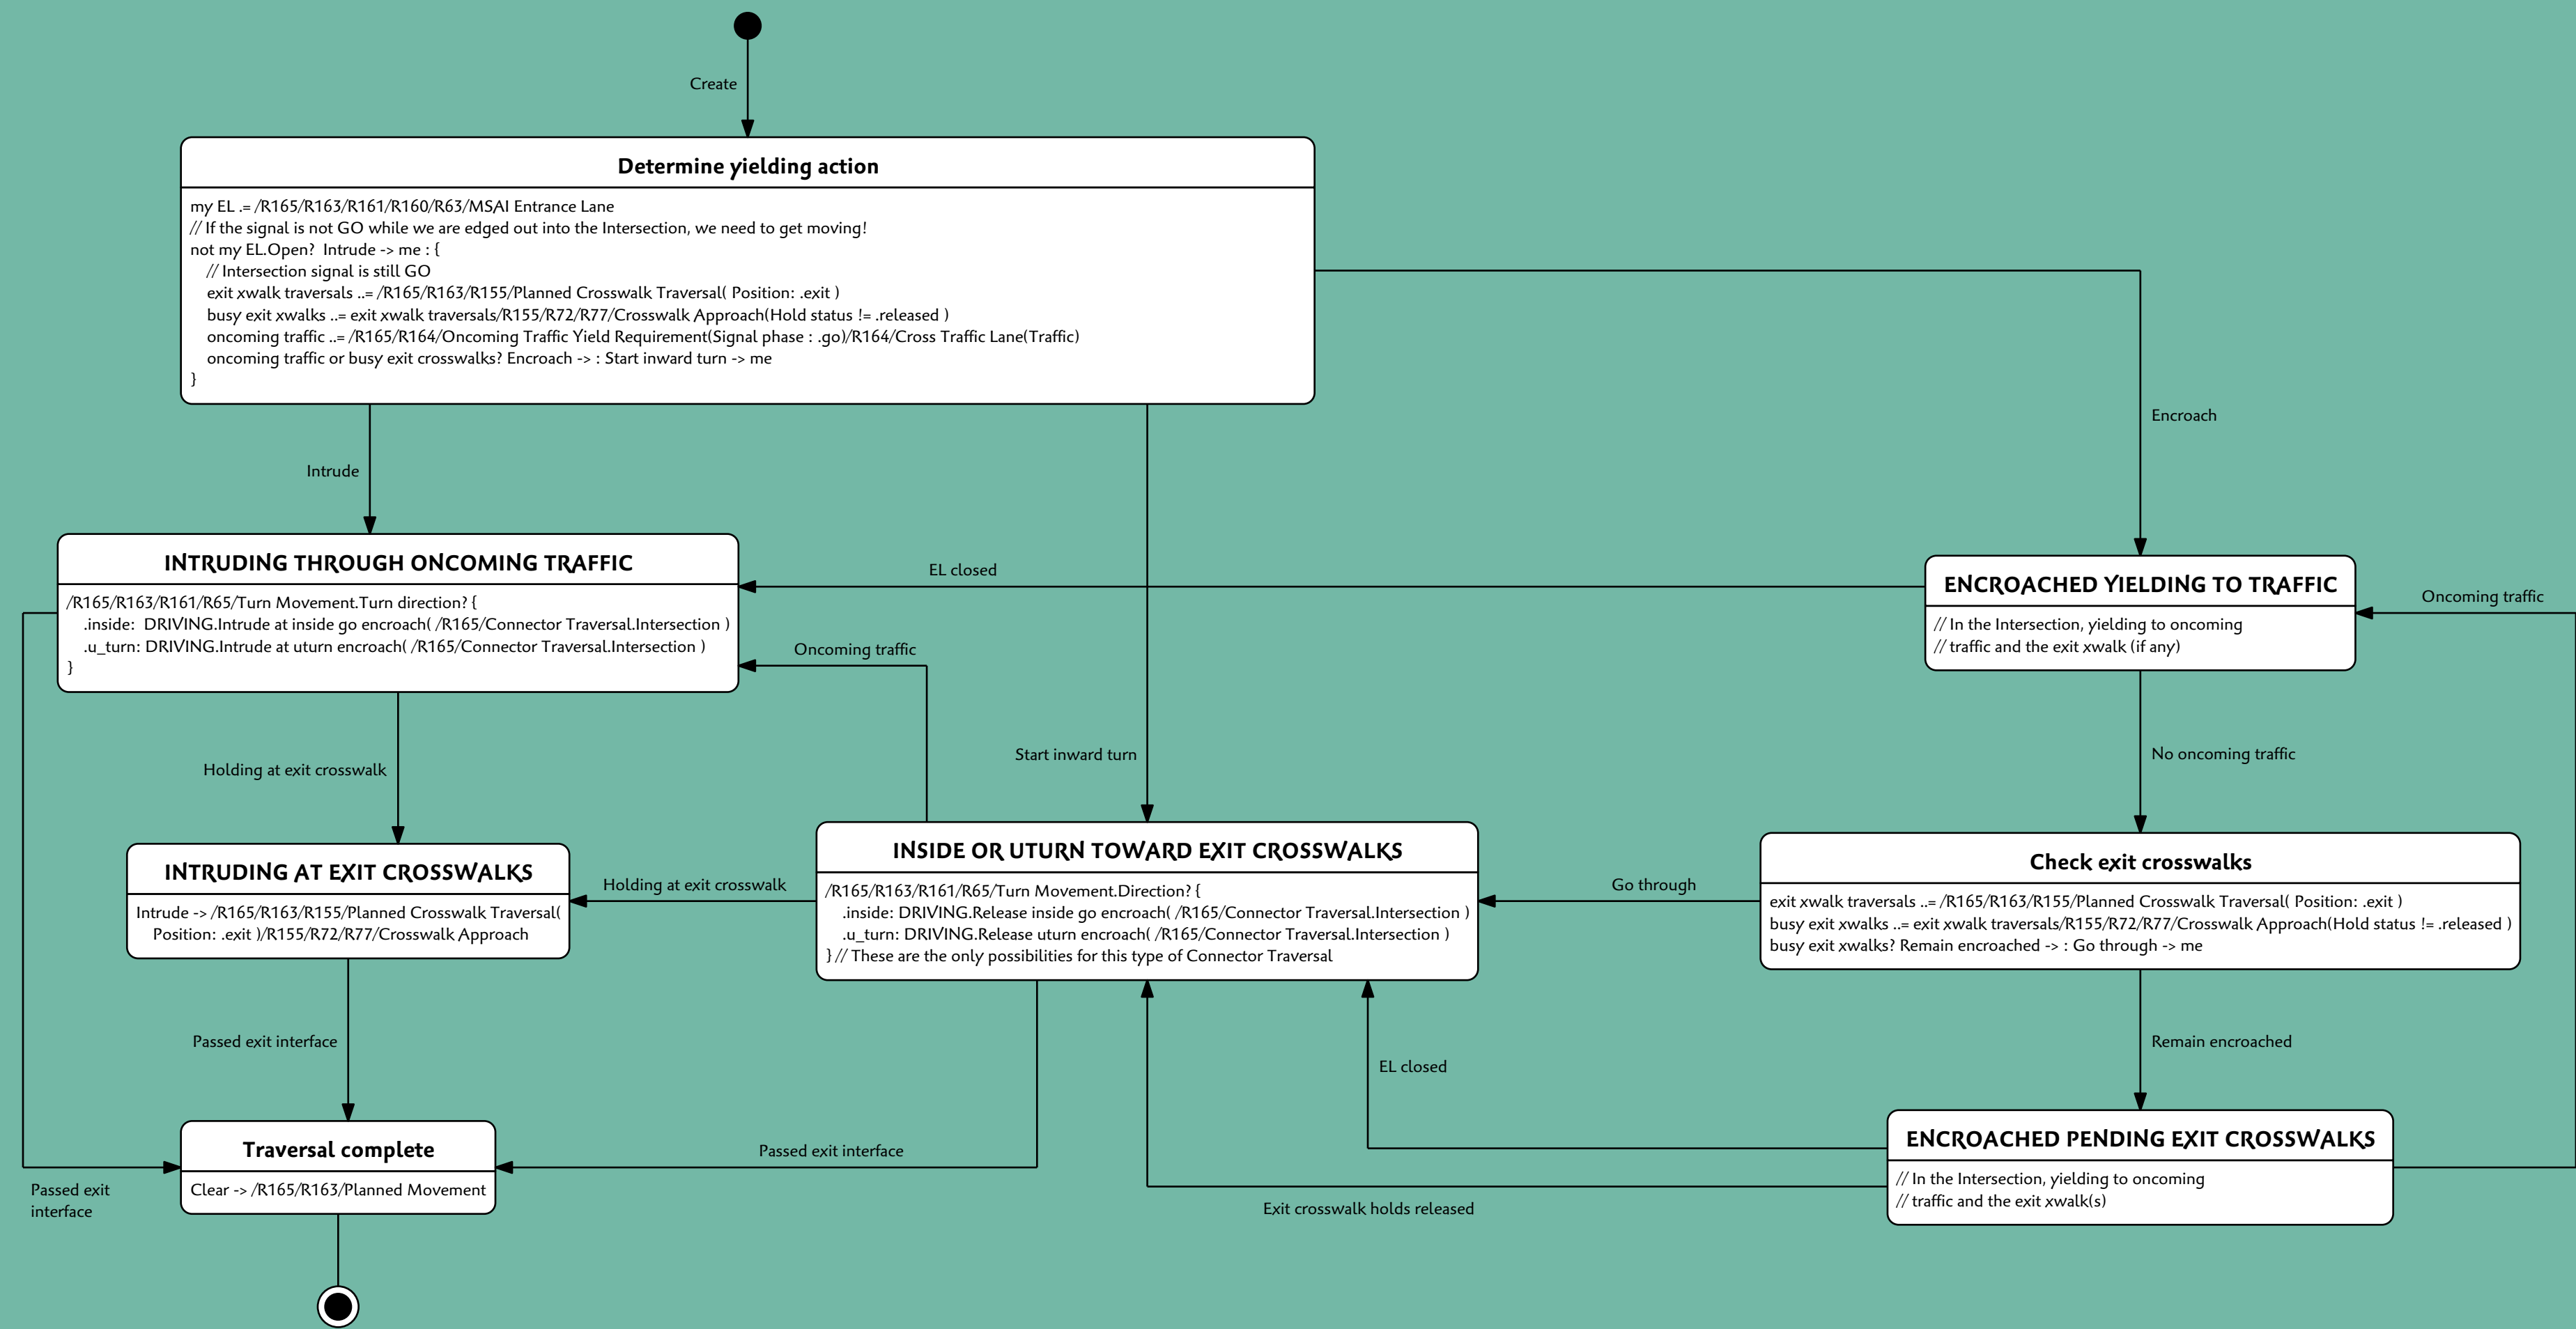 Create
Determine yielding action
my EL .= /R165/R163/R161/R160/R63/MSAI Entrance Lane
// If the signal is not GO while we are edged out into the Intersection, we need to get moving!
not my EL.Open?  Intrude -> me : {
// Intersection signal is still GO
exit xwalk traversals ..= /R165/R163/R155/Planned Crosswalk Traversal( Position: .exit )
busy exit xwalks ..= exit xwalk traversals/R155/R72/R77/Crosswalk Approach(Hold status != .released )
oncoming traffic ..= /R165/R164/Oncoming Traffic Yield Requirement(Signal phase : .go)/R164/Cross Traffic Lane(Traffic)
oncoming traffic or busy exit crosswalks? Encroach -> : Start inward turn -> me
}
Encroach
Intrude
INTRUDING THROUGH ONCOMING TRAFFIC
/R165/R163/R161/R65/Turn Movement.Turn direction? {
.inside:  DRIVING.Intrude at inside go encroach( /R165/Connector Traversal.Intersection )
.u_turn: DRIVING.Intrude at uturn encroach( /R165/Connector Traversal.Intersection )
}
EL closed
ENCROACHED YIELDING TO TRAFFIC
// In the Intersection, yielding to oncoming
// traffic and the exit xwalk (if any)
Oncoming traffic
Oncoming traffic
Holding at exit crosswalk
Start inward turn
No oncoming traffic
INTRUDING AT EXIT CROSSWALKS
Intrude -> /R165/R163/R155/Planned Crosswalk Traversal(
Position: .exit )/R155/R72/R77/Crosswalk Approach
Holding at exit crosswalk
INSIDE OR UTURN TOWARD EXIT CROSSWALKS
/R165/R163/R161/R65/Turn Movement.Direction? {
.inside: DRIVING.Release inside go encroach( /R165/Connector Traversal.Intersection )
.u_turn: DRIVING.Release uturn encroach( /R165/Connector Traversal.Intersection )
} // These are the only possibilities for this type of Connector Traversal
Go through
Check exit crosswalks
exit xwalk traversals ..= /R165/R163/R155/Planned Crosswalk Traversal( Position: .exit )
busy exit xwalks ..= exit xwalk traversals/R155/R72/R77/Crosswalk Approach(Hold status != .released )
busy exit xwalks? Remain encroached -> : Go through -> me
Passed exit interface
EL closed
Remain encroached
Traversal complete
Clear -> /R165/R163/Planned Movement
Passed exit interface
ENCROACHED PENDING EXIT CROSSWALKS
// In the Intersection, yielding to oncoming
// traffic and the exit xwalk(s)
Passed exit
interface
Exit crosswalk holds released